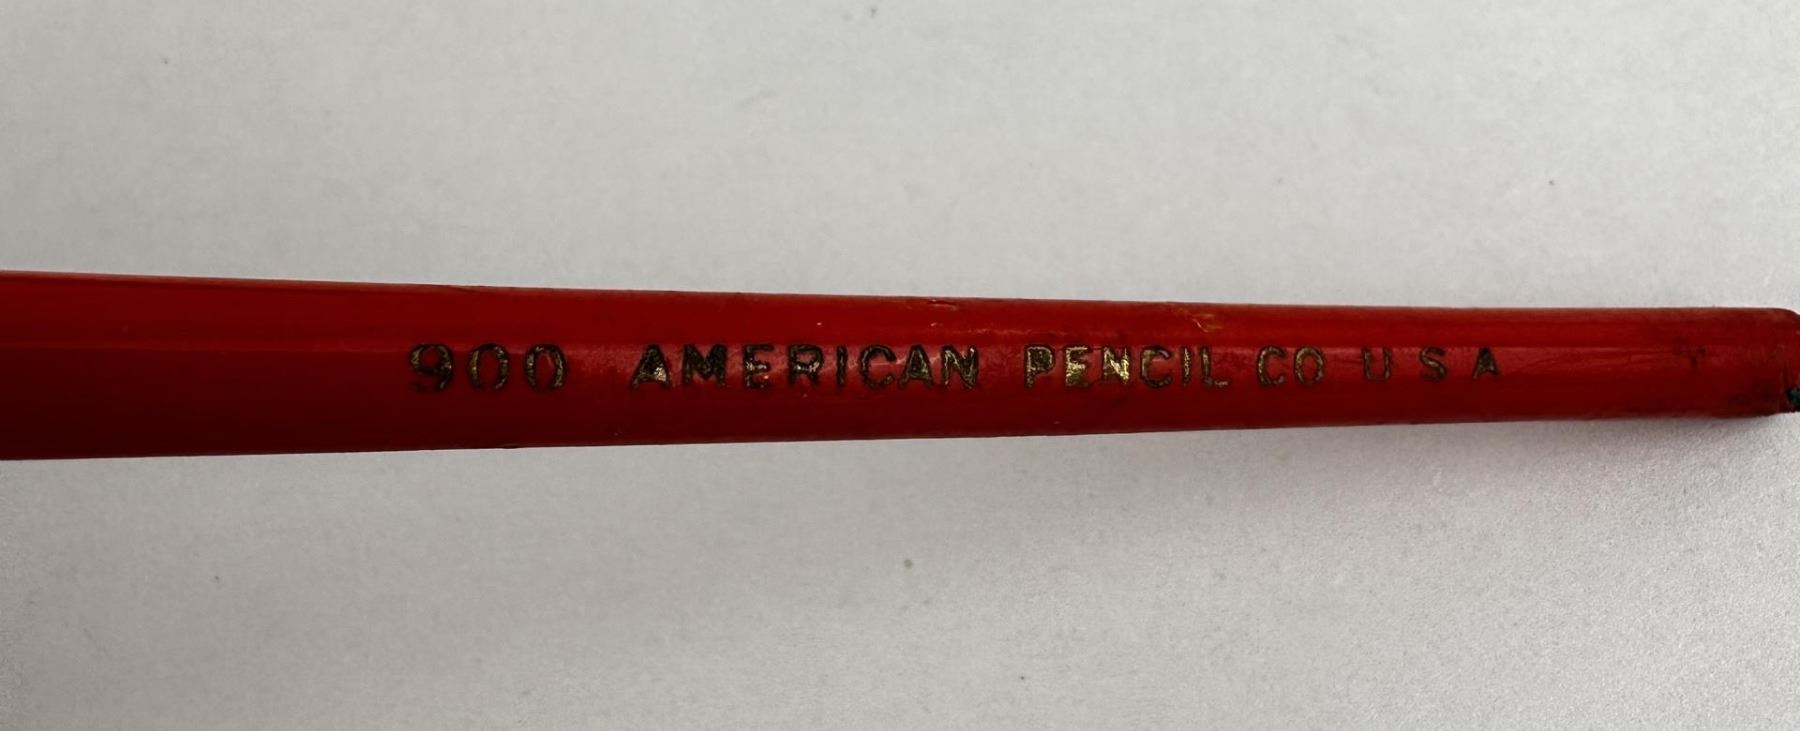 900 AMERICAN PENCIL CO U S A